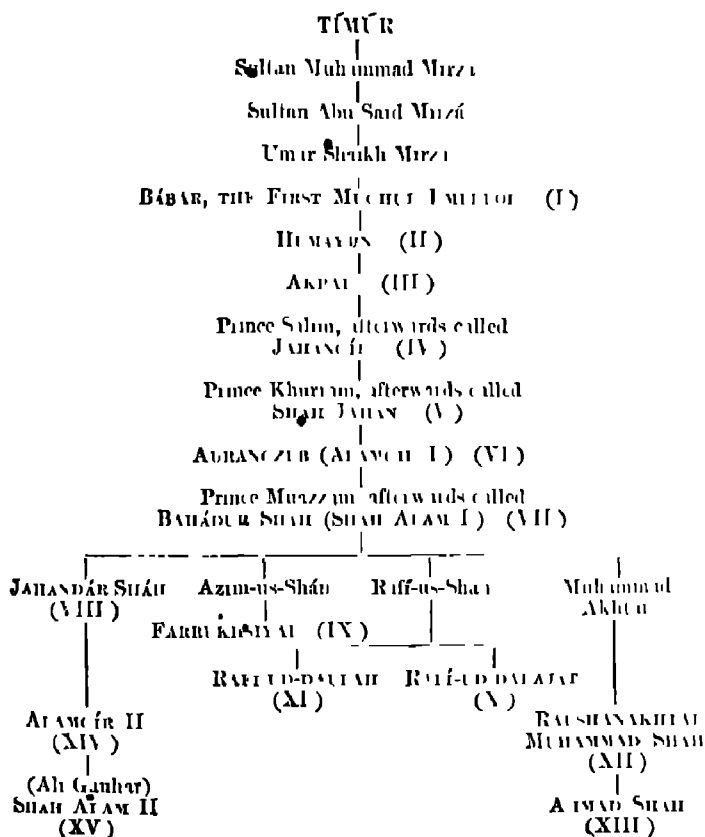 TÍMÚR
Sultan Muhammad Mirza
Sultan Abu Said Mirzá
Umar Sheikh Mirza
BÁBAR, THE FIRST MUGHUL EMPEROR (I)
HUMAYUN (II)
AKBAR (III)
Prince Salim, afterwards called
JAHANGÍR (IV)
Prince Khurram, afterwards called
SHAH JAHAN (V)
AURANGZEB (ALAMGIR I) (VI)
Prince Muazzam afterwards called
BAHÁDUR SHAH (SHAH ALAM I) (VII)
JAHANDÁR SHÁH Azim-us-Shán Raff-us-Shan Muhammad
(VIII) Akhtar
FARRUKHSIYAR (IX)
RAFI UD-DAULAH RAFÍ-UD DARAJAT
(XI) (X)
ALAMGÍR II RAUSHANAKHTAR
(XIV) MUHAMMAD SHAH
(XII)
(Ali Gauhar)
SHAH ALAM II AHMAD SHAH
(XV) (XIII)